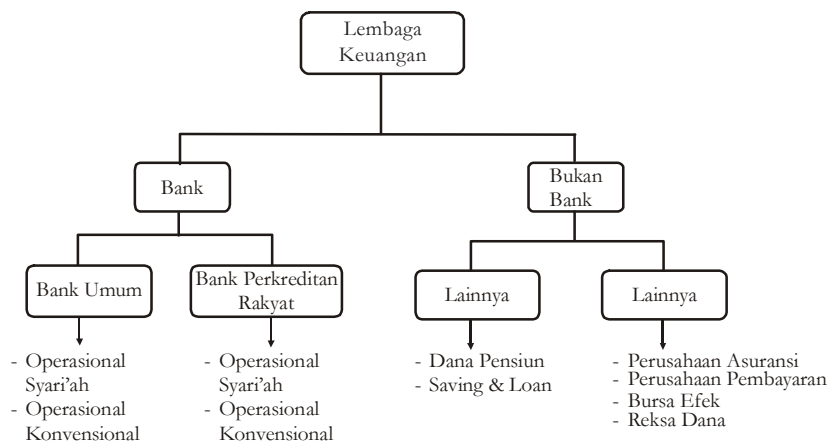 Lembaga
Keuangan
Bank
Bukan
Bank
Bank Umum
Bank Perkreditan
Rakyat
Lainnya
Lainnya
- Operasional
Syari'ah
- Operasional
Konvensional
- Operasional
Syari'ah
- Operasional
Konvensional
- Dana Pensiun
- Saving & Loan
- Perusahaan Asuransi
- Perusahaan Pembayaran
- Bursa Efek
- Reksa Dana